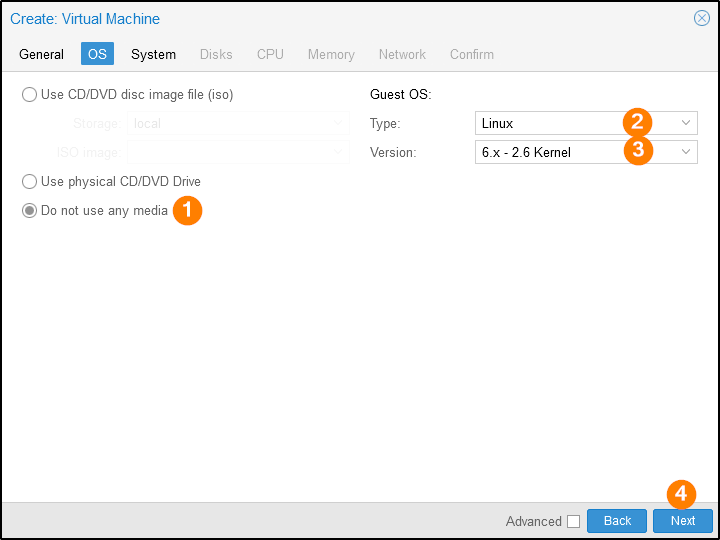 Create: Virtual Machine
General OS System Disks CPU Memory Network Confirm
Use CD/DVD disc image file (iso)
Storage: local
ISO image:
Use physical CD/DVD Drive
Do not use any media 1
Guest OS:
Type: Linux 2
Version: 6.x - 2.6 Kernel 3
4
Advanced Back Next